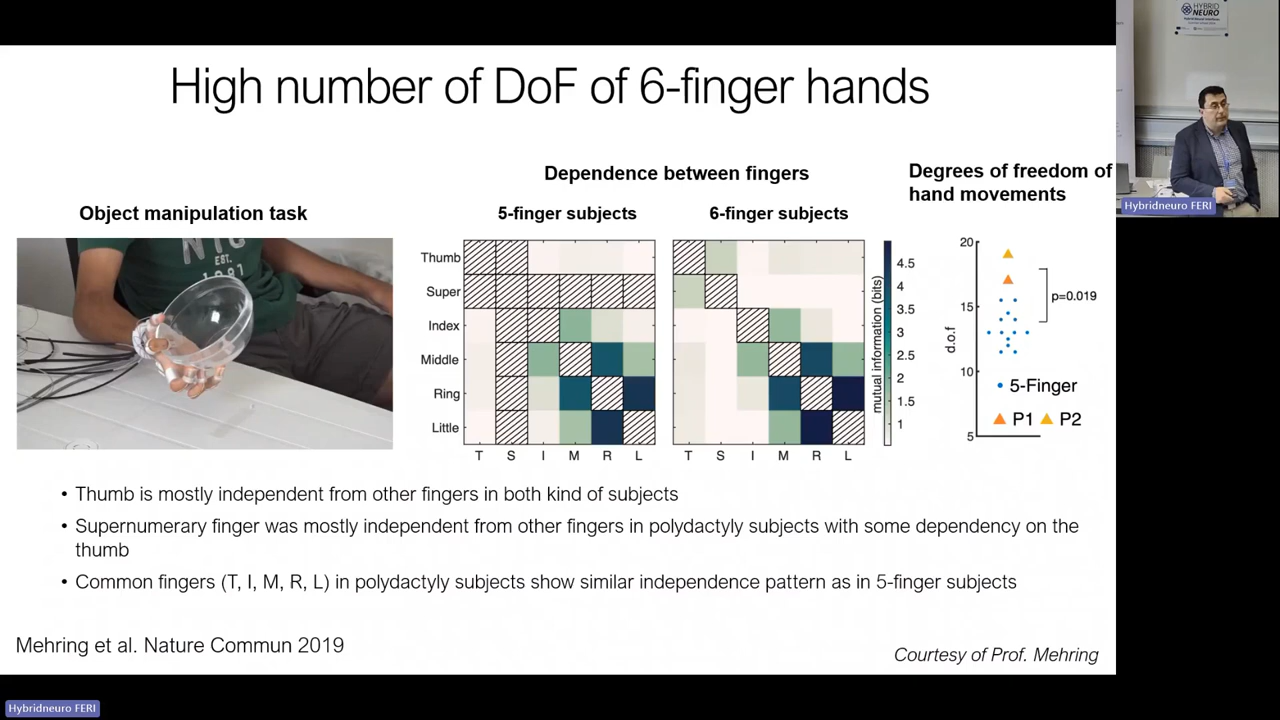 High number of DoF of 6-finger hands
Dependence between fingers
Degrees of freedom of
hand movements
Object manipulation task
5-finger subjects
6-finger subjects
Thumb
Super
Index
Middle
Ring
Little
T S I M R L
T S I M R L
4.5
4
3.5
3
2.5
2
1.5
1
mutual information (bits)
20
15
10
5
d.o.f
p=0.019
5-Finger
P1 P2
• Thumb is mostly independent from other fingers in both kind of subjects
• Supernumerary finger was mostly independent from other fingers in polydactyly subjects with some dependency on the
thumb
• Common fingers (T, I, M, R, L) in polydactyly subjects show similar independence pattern as in 5-finger subjects
Mehring et al. Nature Commun 2019
Courtesy of Prof. Mehring
HYBRID
NEURO
Hybridneuro FERI
Hybridneuro FERI